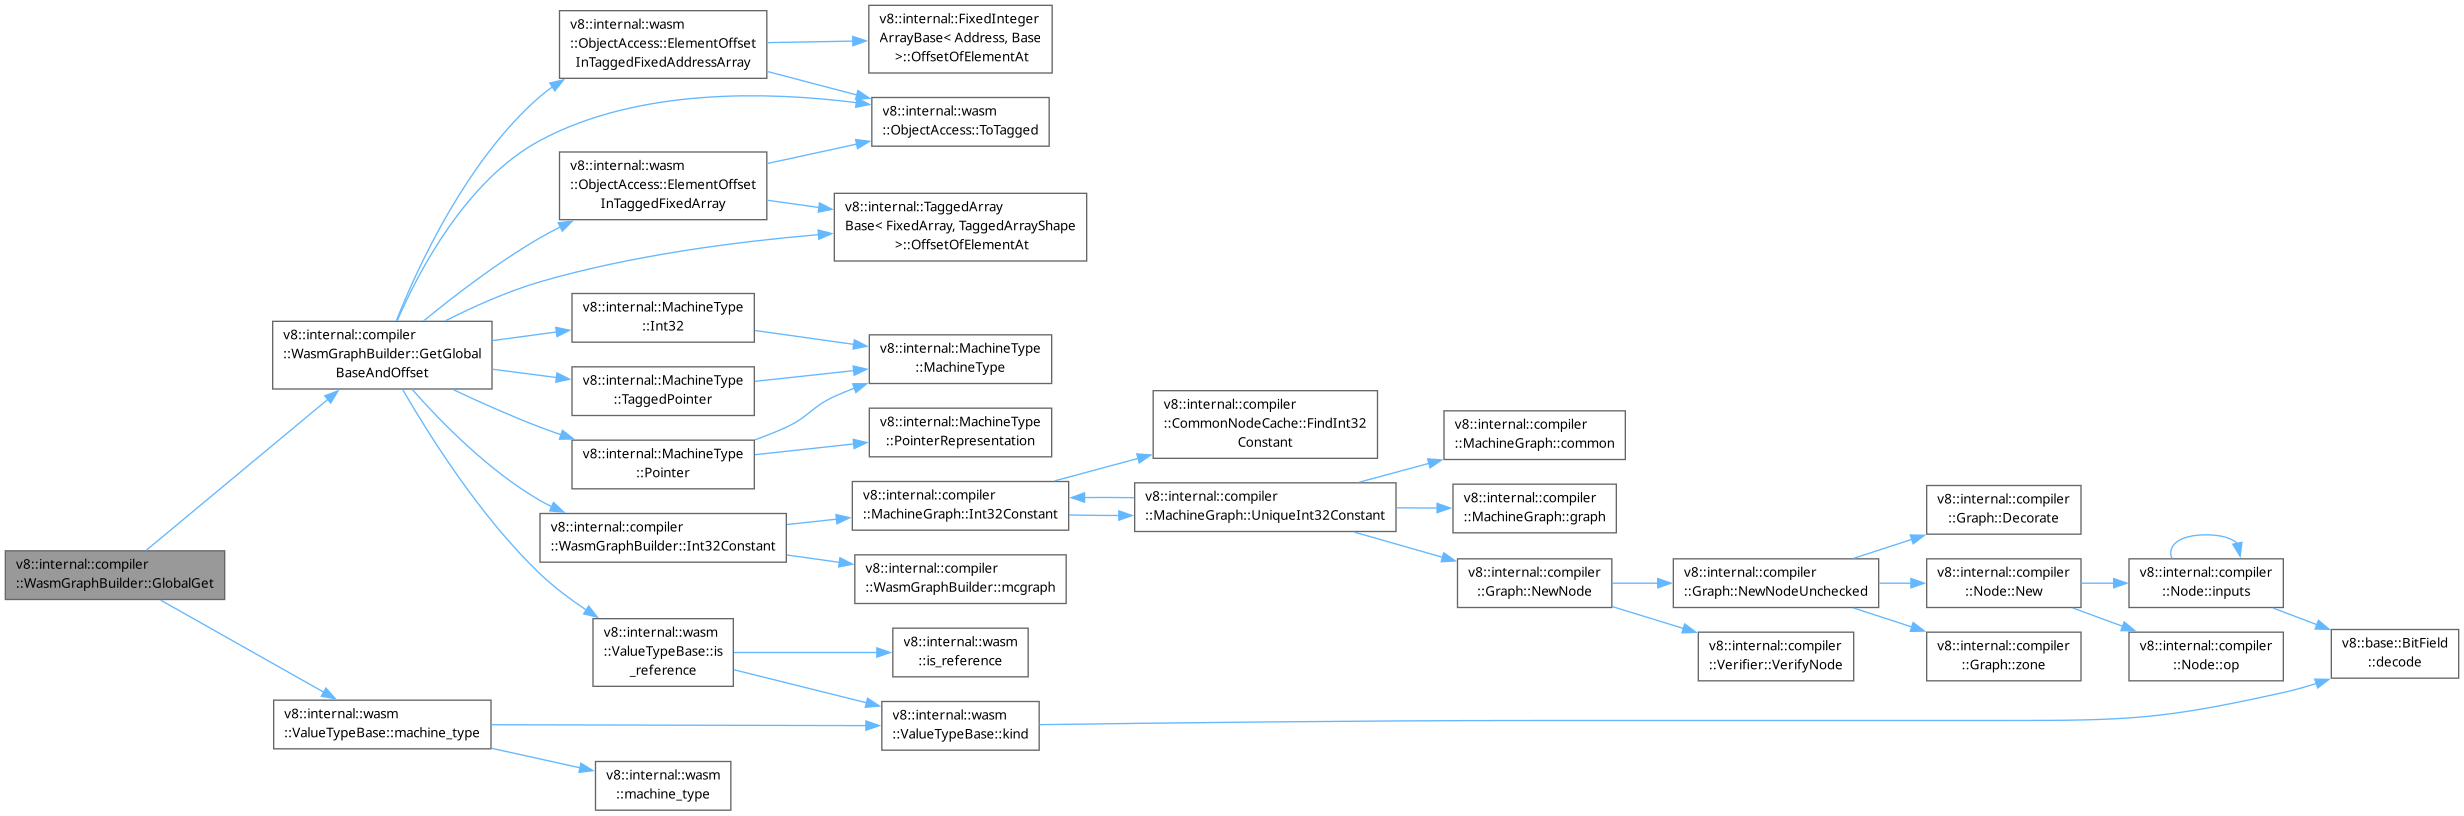 v8::internal::compiler
::WasmGraphBuilder::GlobalGet
v8::internal::compiler
::WasmGraphBuilder::GetGlobal
BaseAndOffset
v8::internal::wasm
::ValueTypeBase::machine_type
v8::internal::wasm
::ObjectAccess::ElementOffset
InTaggedFixedAddressArray
v8::internal::wasm
::ObjectAccess::ElementOffset
InTaggedFixedArray
v8::internal::MachineType
::Int32
v8::internal::MachineType
::TaggedPointer
v8::internal::MachineType
::Pointer
v8::internal::compiler
::WasmGraphBuilder::Int32Constant
v8::internal::wasm
::ValueTypeBase::is
_reference
v8::internal::wasm
::machine_type
v8::internal::FixedInteger
ArrayBase< Address, Base
>::OffsetOfElementAt
v8::internal::wasm
::ObjectAccess::ToTagged
v8::internal::TaggedArray
Base< FixedArray, TaggedArrayShape
>::OffsetOfElementAt
v8::internal::MachineType
::MachineType
v8::internal::MachineType
::PointerRepresentation
v8::internal::compiler
::MachineGraph::Int32Constant
v8::internal::compiler
::WasmGraphBuilder::mcgraph
v8::internal::wasm
::is_reference
v8::internal::wasm
::ValueTypeBase::kind
v8::internal::compiler
::CommonNodeCache::FindInt32
Constant
v8::internal::compiler
::MachineGraph::UniqueInt32Constant
v8::internal::compiler
::MachineGraph::common
v8::internal::compiler
::MachineGraph::graph
v8::internal::compiler
::Graph::NewNode
v8::internal::compiler
::Graph::NewNodeUnchecked
v8::internal::compiler
::Verifier::VerifyNode
v8::internal::compiler
::Graph::Decorate
v8::internal::compiler
::Node::New
v8::internal::compiler
::Graph::zone
v8::internal::compiler
::Node::inputs
v8::internal::compiler
::Node::op
v8::base::BitField
::decode